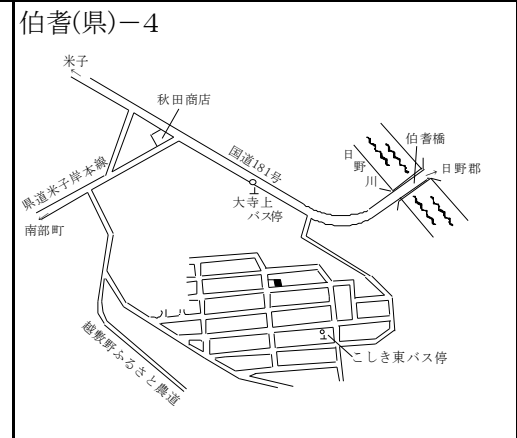 伯耆(県)－4
米子
秋田商店
国道181号
伯耆橋
日野川
日野郡
県道米子岸本線
南部町
大寺上
バス停
越敷野ふるさと農道
こしき東バス停